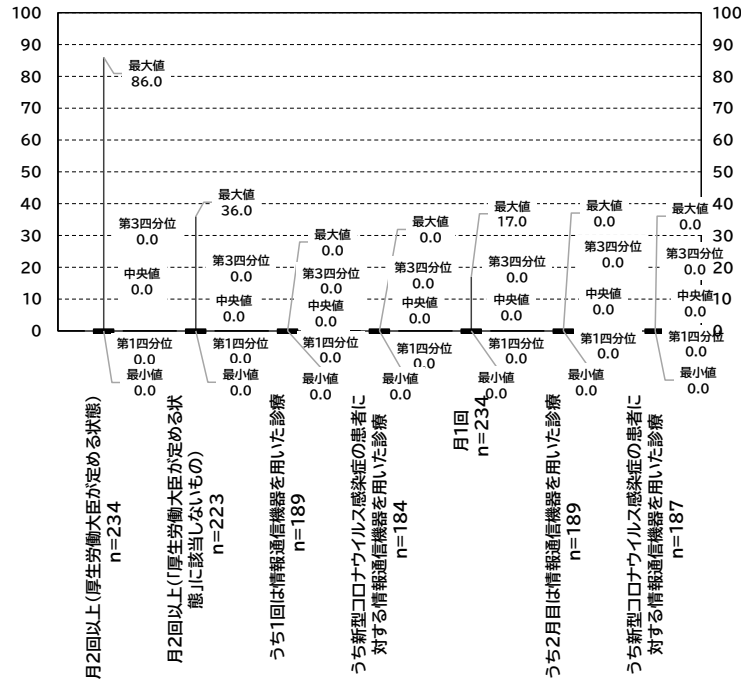 100
90
80
70
60
50
40
30
20
10
0
100
90
80
70
60
50
40
30
20
10
0
最大値
86.0
第3四分位
0.0
中央値
0.0
第1四分位
0.0
最小値
0.0
最大値
36.0
第3四分位
0.0
中央値
0.0
第1四分位
0.0
最小値
0.0
最大値
0.0
第3四分位
0.0
中央値
0.0
第1四分位
0.0
最小値
0.0
最大値
0.0
第3四分位
0.0
中央値
0.0
第1四分位
0.0
最小値
0.0
最大値
17.0
第3四分位
0.0
中央値
0.0
第1四分位
0.0
最小値
0.0
最大値
0.0
第3四分位
0.0
中央値
0.0
第1四分位
0.0
最小値
0.0
最大値
0.0
第3四分位
0.0
中央値
0.0
第1四分位
0.0
最小値
0.0
月2回以上(厚生労働大臣が定める状態)
n=234
月2回以上(「厚生労働大臣が定める状
態」に該当しないもの)
n=223
うち1回は情報通信機器を用いた診療
n=189
うち新型コロナウイルス感染症の患者に
対する情報通信機器を用いた診療
n=184
月1回
n=234
うち2月目は情報通信機器を用いた診療
n=189
うち新型コロナウイルス感染症の患者に
対する情報通信機器を用いた診療
n=187